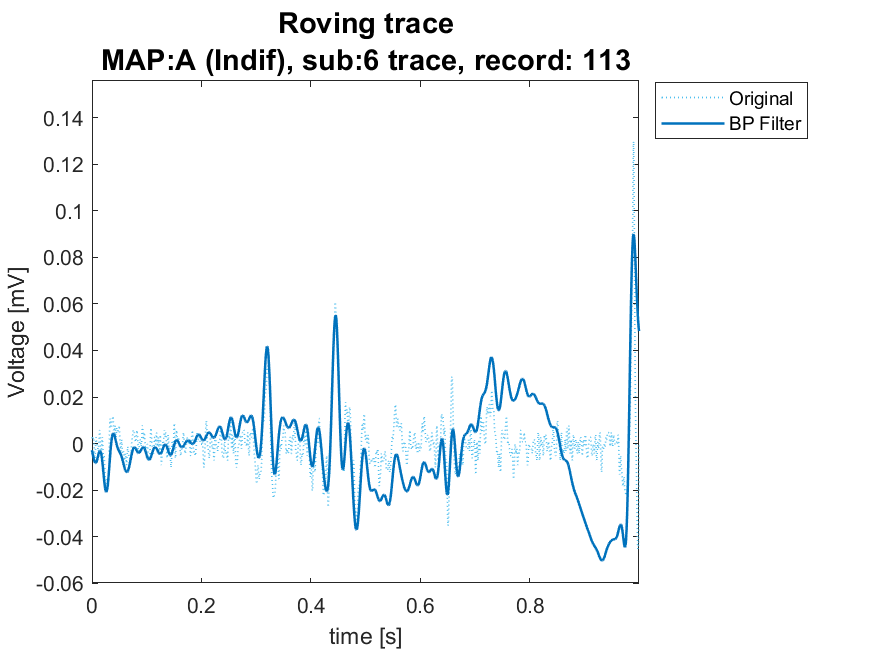 Roving trace
MAP:A (Indif), sub:6 trace, record: 113
Original
BP Filter
0.14
0.12
0.1
0.08
0.06
0.04
0.02
0
-0.02
-0.04
-0.06
Voltage [mV]
0 0.2 0.4 0.6 0.8
time [s]